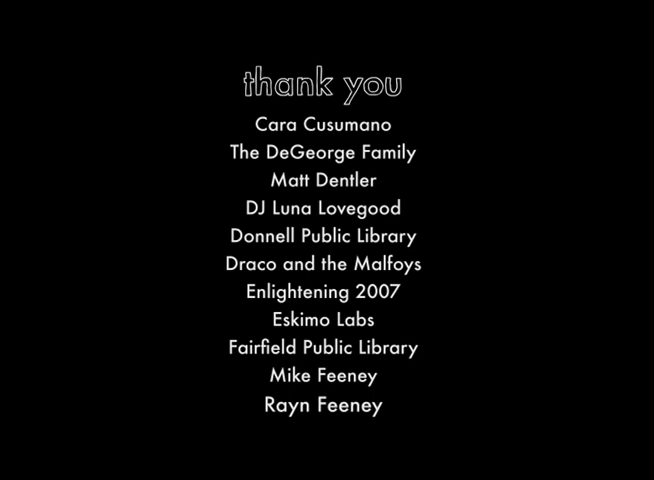 thank you
Cara Cusumano
The DeGeorge Family
Matt Dentler
DJ Luna Lovegood
Donnell Public Library
Draco and the Malfoys
Enlightening 2007
Eskimo Labs
Fairfield Public Library
Mike Feeney
Rayn Feeney